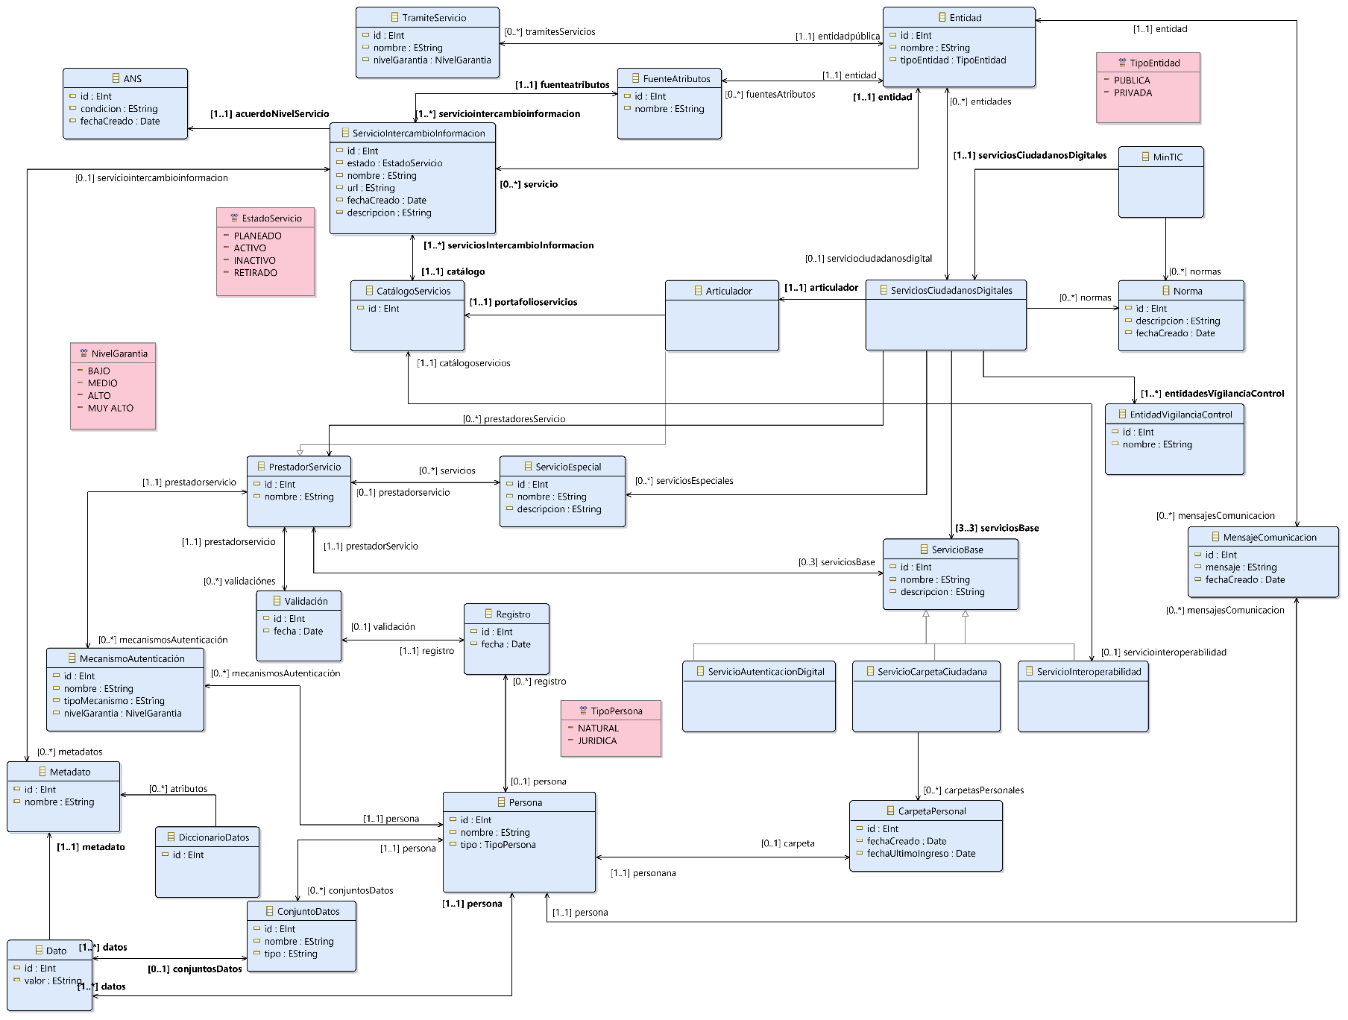 TramiteServicio
id : EInt
nombre : EString
nivelGarantia : NivelGarantia
[0..*] tramitesServicios
[1..1] entidadpública
Entidad
id : EInt
nombre : EString
tipoEntidad : TipoEntidad
[1..1] entidad
TipoEntidad
PUBLICA
PRIVADA
ANS
id : EInt
condicion : EString
fechaCreado : Date
[1..1] acuerdoNivelServicio
[1..1] fuenteatributos
[1..*] serviciointercambioinformacion
FuenteAtributos
id : EInt
nombre : EString
[1..1] entidad
[0..*] fuentesAtributos
[1..1] entidad
[0..*] entidades
ServicioIntercambioInformacion
id : EInt
estado : EstadoServicio
nombre : EString
url : EString
fechaCreado : Date
descripcion : EString
[0..1] serviciointercambioinformacion
[0..*] servicio
[1..1] serviciosCiudadanosDigitales
MinTIC
EstadoServicio
PLANEADO
ACTIVO
INACTIVO
RETIRADO
[1..*] serviciosIntercambioInformacion
[1..1] catálogo
[0..1] serviciociudadanosdigital
[0..*] normas
CatálogoServicios
id : EInt
[1..1] portafolioservicios
Articulador
[1..1] articulador
ServiciosCiudadanosDigitales
[0..*] normas
Norma
id : EInt
descripcion : EString
fechaCreado : Date
NivelGarantia
BAJO
MEDIO
ALTO
MUY ALTO
[1..1] catálogoservicios
[1..*] entidadesVigilanciaControl
EntidadVigilanciaControl
id : EInt
nombre : EString
[0..*] prestadoresServicio
PrestadorServicio
id : EInt
nombre : EString
[0..*] servicios
[0..1] prestadorservicio
ServicioEspecial
id : EInt
nombre : EString
descripcion : EString
[0..*] serviciosEspeciales
[1..1] prestadorservicio
[1..1] prestadorservicio
[1..1] prestadorServicio
[3..3] serviciosBase
[0..3] serviciosBase
ServicioBase
id : EInt
nombre : EString
descripcion : EString
[0..*] mensajesComunicacion
MensajeComunicacion
id : EInt
mensaje : EString
fechaCreado : Date
[0..*] mensajesComunicacion
[0..*] validaciónes
Validación
id : EInt
fecha : Date
[0..1] validación
[1..1] registro
Registro
id : EInt
fecha : Date
[0..*] registro
[0..*] mecanismosAutenticación
MecanismoAutenticación
id : EInt
nombre : EString
tipoMecanismo : EString
nivelGarantia : NivelGarantia
[0..*] mecanismosAutenticación
ServicioAutenticacionDigital
ServicioCarpetaCiudadana
[0..1] serviciointeroperabilidad
ServicioInteroperabilidad
TipoPersona
NATURAL
JURIDICA
[0..*] metadatos
Metadato
id : EInt
nombre : EString
[0..*] atributos
DiccionarioDatos
id : EInt
[0..1] persona
[1..1] persona
Persona
id : EInt
nombre : EString
tipo : TipoPersona
[0..*] carpetasPersonales
CarpetaPersonal
id : EInt
fechaCreado : Date
fechaUltimoIngreso : Date
[0..1] carpeta
[1..1] personana
[1..1] persona
[1..1] metadato
[0..*] conjuntosDatos
[1..1] persona
[1..1] persona
ConjuntoDatos
id : EInt
nombre : EString
tipo : EString
[1..*] datos
[0..1] conjuntosDatos
Dato
id : EInt
valor : EString
[1..*] datos